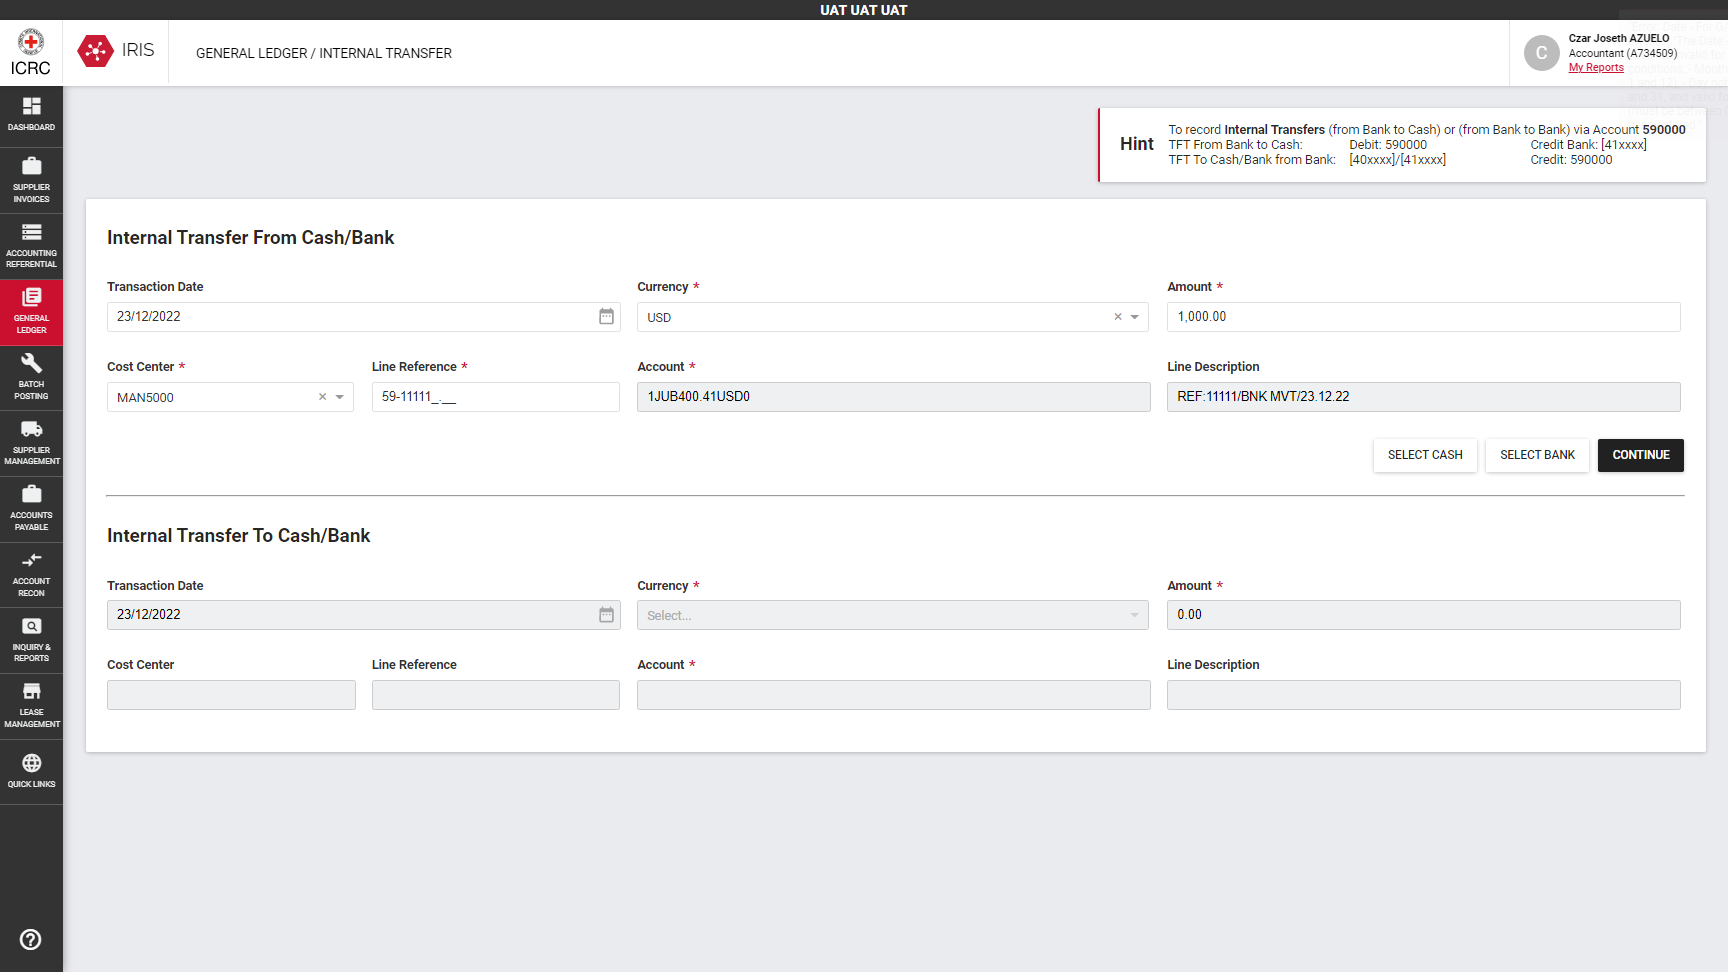 UAT UAT UAT
ICRC
IRIS
GENERAL LEDGER / INTERNAL TRANSFER
C
Czar Joseth AZUELO
Accountant (A734509)
My Reports
DASHBOARD
SUPPLIER
INVOICES
ACCOUNTING
REFERENTIAL
GENERAL
LEDGER
BATCH
POSTING
SUPPLIER
MANAGEMENT
ACCOUNTS
PAYABLE
ACCOUNT
RECON
INQUIRY &
REPORTS
LEASE
MANAGEMENT
QUICK LINKS
Hint
To record Internal Transfers (from Bank to Cash) or (from Bank to Bank) via Account 590000
TFT From Bank to Cash: Debit: 590000 Credit Bank: [41xxxx]
TFT To Cash/Bank from Bank: [40xxxx]/[41xxxx] Credit: 590000
Internal Transfer From Cash/Bank
Transaction Date Currency * Amount *
23/12/2022 USD × 1,000.00
Cost Center * Line Reference * Account * Line Description
MAN5000 × 59-11111_.__ 1JUB400.41USD0 REF:11111/BNK MVT/23.12.22
SELECT CASH SELECT BANK CONTINUE
Internal Transfer To Cash/Bank
Transaction Date Currency * Amount *
23/12/2022 Select... 0.00
Cost Center Line Reference Account * Line Description